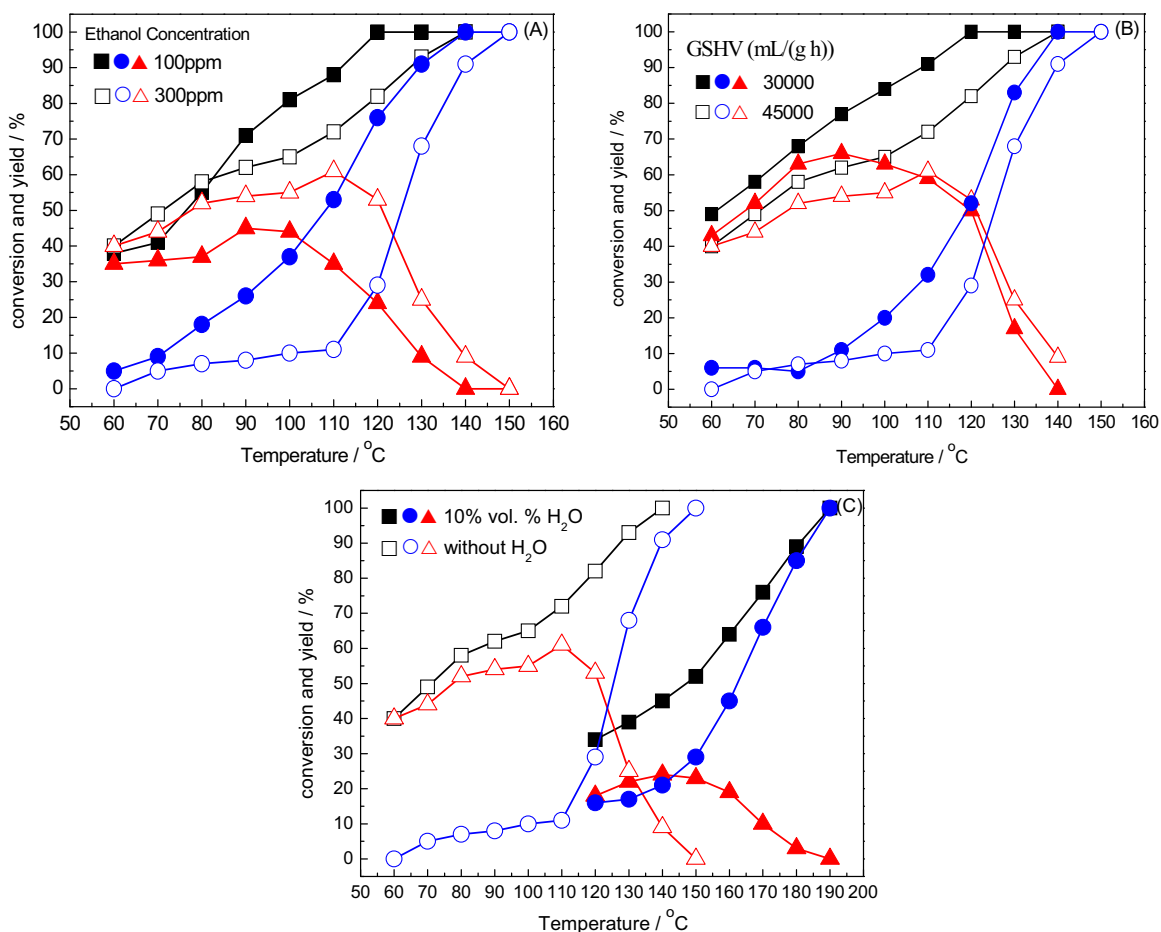 (A)
Ethanol Concentration
100ppm
300ppm
conversion and yield / %
100
90
80
70
60
50
40
30
20
10
0
50 60 70 80 90 100 110 120 130 140 150 160
Temperature / °C
(B)
GSHV (mL/(g h)
30000
45000
conversion and yield / %
100
90
80
70
60
50
40
30
20
10
0
50 60 70 80 90 100 110 120 130 140 150 160
Temperature / °C
(C)
10% vol. % H₂O
without H₂O
conversion and yield / %
100
90
80
70
60
50
40
30
20
10
0
60 70 80 90 100 110 120 130 140 150 160 170 180 190 200
Temperature / °C